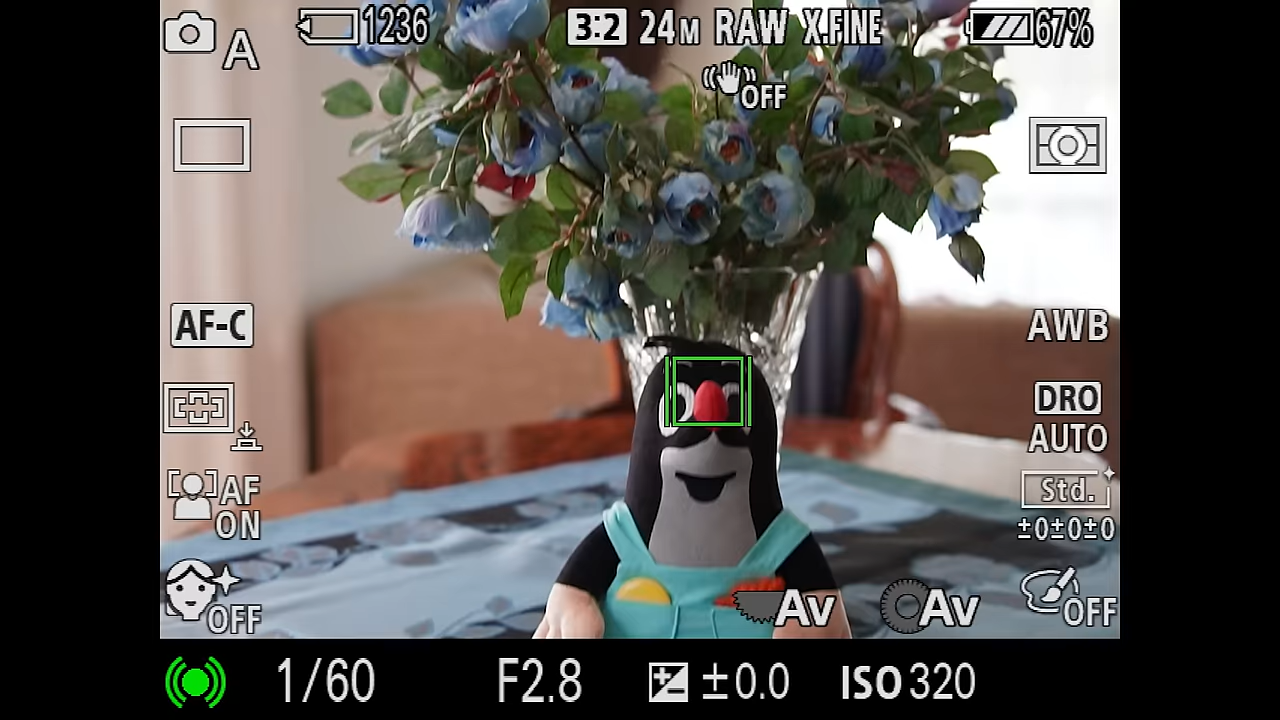 A 1236 3:2 24M RAW X.FINE 67%
OFF
AF-C
AWB
DRO
AUTO
AF
ON
Std.
±0±0±0
OFF
Av Av
OFF
1/60 F2.8 ±0.0 ISO 320